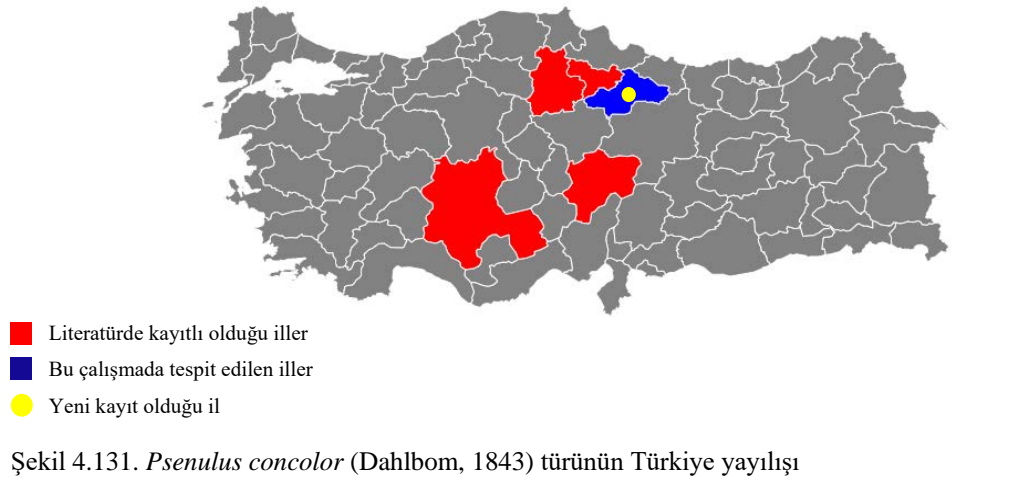 Literatürde kayıtlı olduğu iller
Bu çalışmada tespit edilen iller
Yeni kayıt olduğu il
Şekil 4.131. Psenulus concolor (Dahlbom, 1843) türünün Türkiye yayılışı